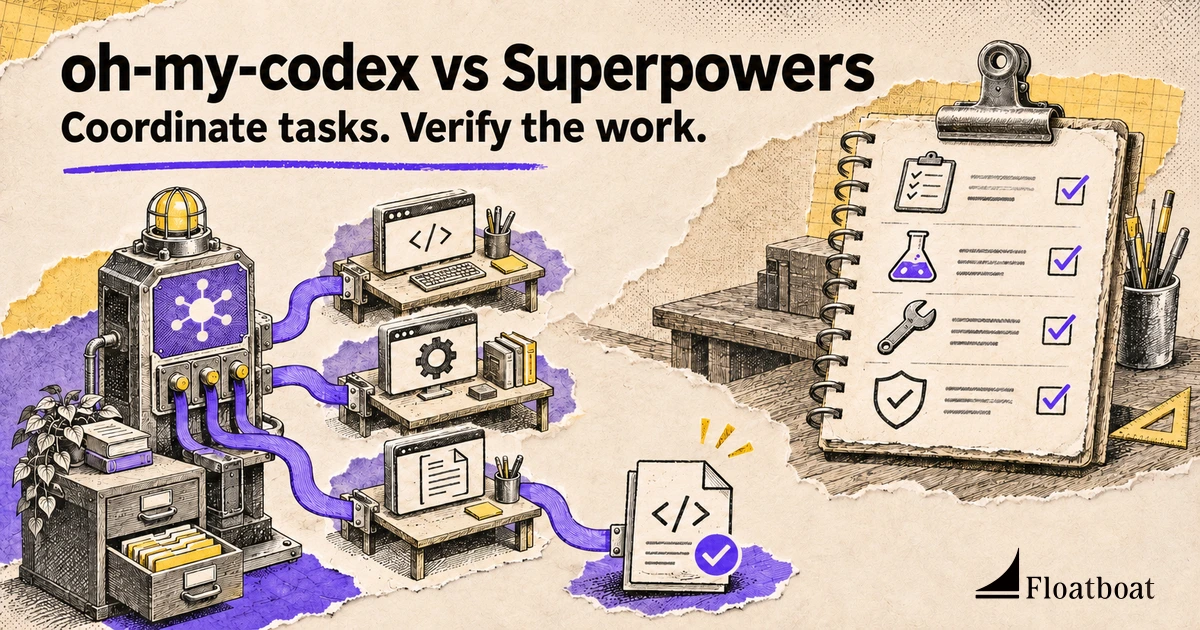 oh-my-codex vs Superpowers
Coordinate tasks. Verify the work.
</>
</>
Floatboat